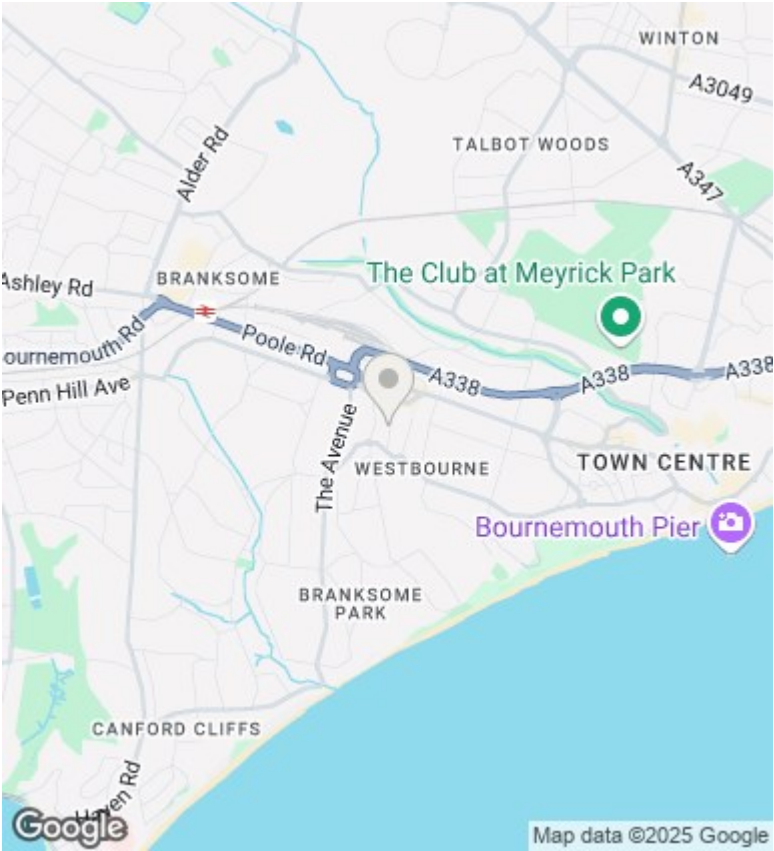 WINTON
A3049
Alder Rd
TALBOT WOODS
A347
Ashley Rd
BRANKSOME
The Club at Meyrick Park
ournemouth Rd
Poole Rd
A338
A338
A338
Penn Hill Ave
The Avenue
WESTBOURNE
TOWN CENTRE
Bournemouth Pier
BRANKSOME
PARK
CANFORD CLIFFS
Haven Rd
Google
Map data ©2025 Google